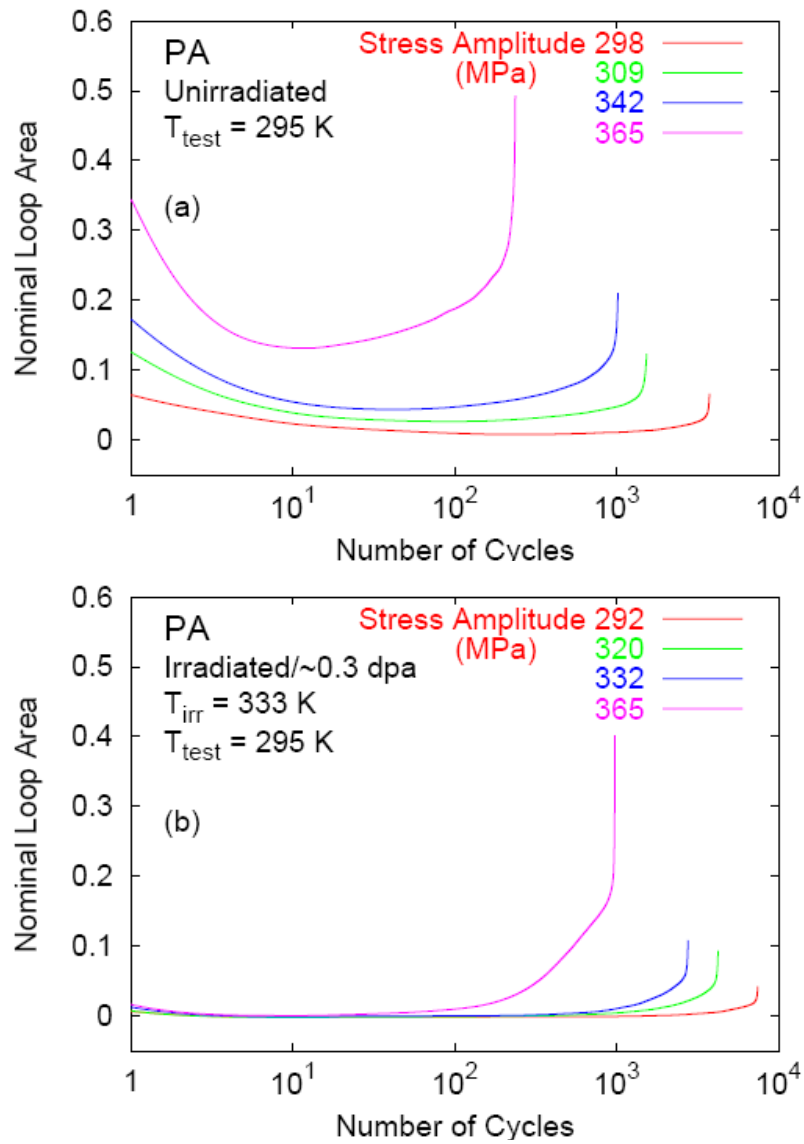 0.6
0.5
0.4
0.3
0.2
0.1
0
Nominal Loop Area
PA
Unirradiated
T_test = 295 K
(a)
Stress Amplitude 298
(MPa) 309
342
365
1 10^1 10^2 10^3 10^4
Number of Cycles
0.6
0.5
0.4
0.3
0.2
0.1
0
Nominal Loop Area
PA
Irradiated/~0.3 dpa
T_irr = 333 K
T_test = 295 K
(b)
Stress Amplitude 292
(MPa) 320
332
365
1 10^1 10^2 10^3 10^4
Number of Cycles